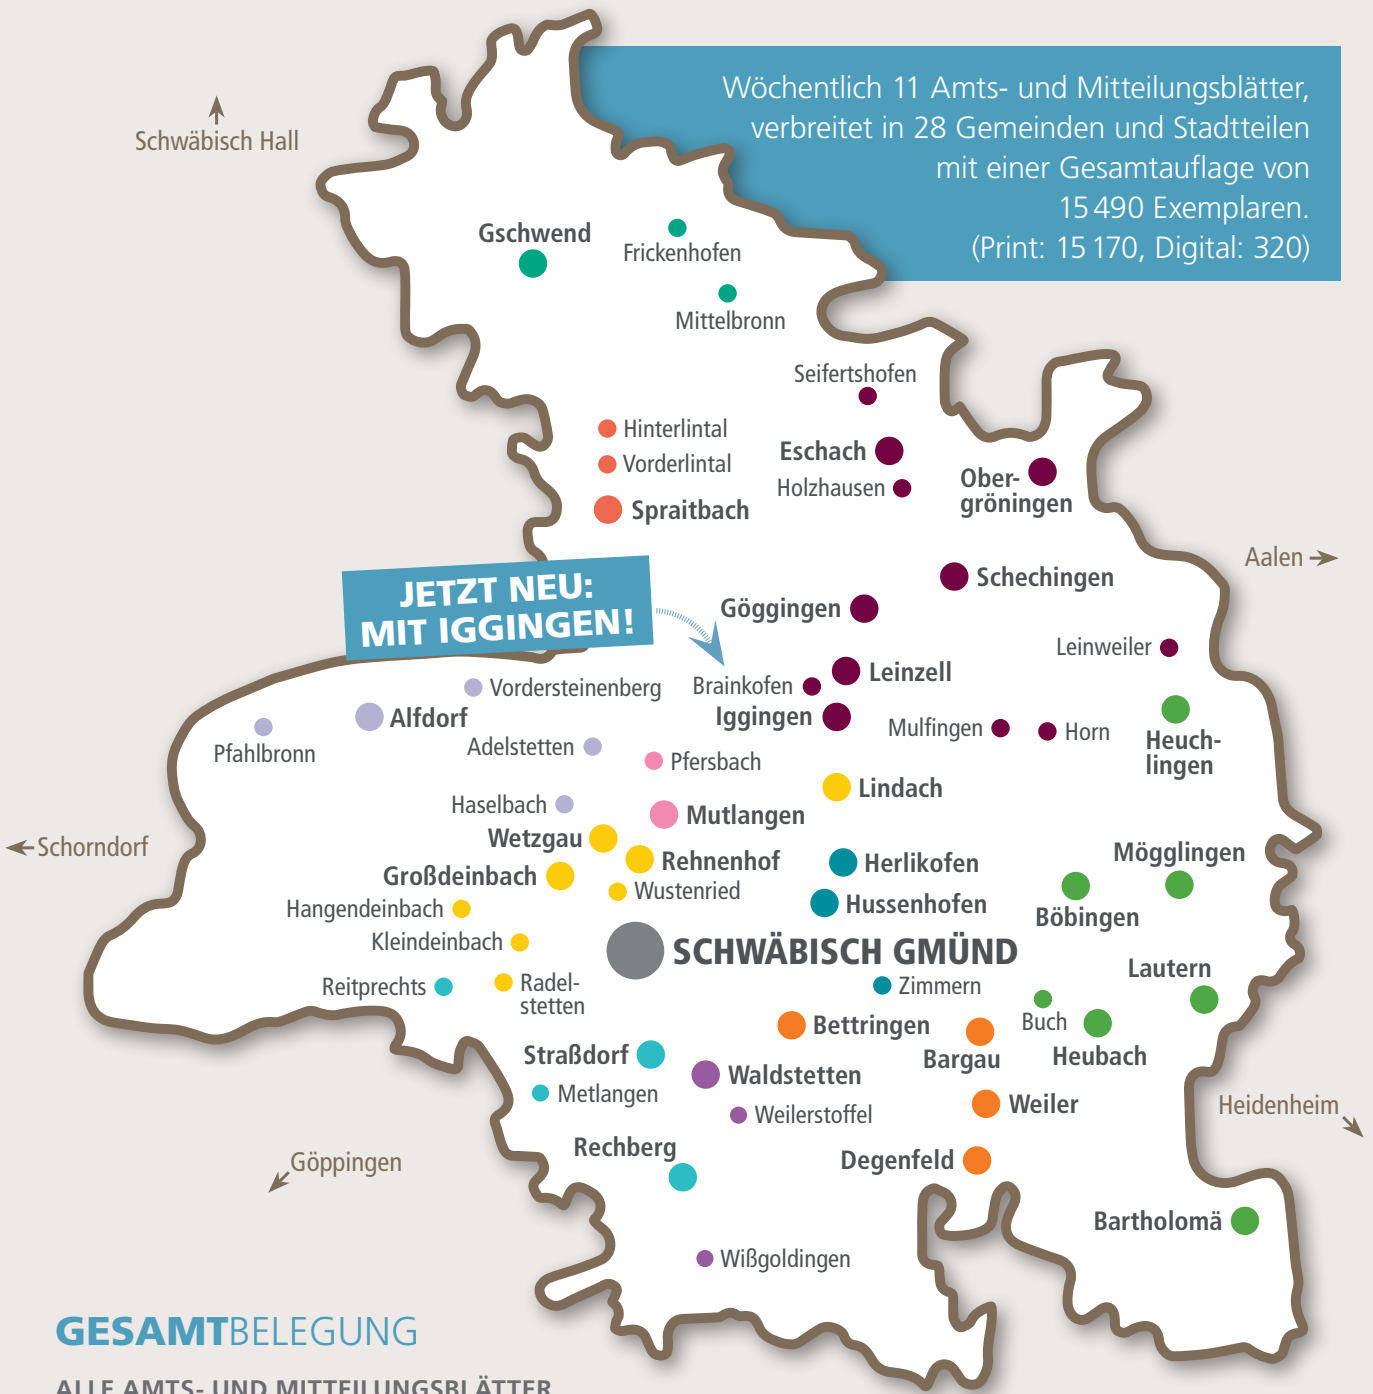 Wöchentlich 11 Amts- und Mitteilungsblätter,
verbreitet in 28 Gemeinden und Stadtteilen
mit einer Gesamtauflage von
15 490 Exemplaren.
(Print: 15 170, Digital: 320)
Schwäbisch Hall
Gschwend
Frickenhofen
Mittelbronn
Seifertshofen
Hinterlintal
Eschach
Vorderlintal
Holzhausen
Ober-
gröningen
Spraitbach
Aalen
JETZT NEU:
MIT IGGINGEN!
Schechingen
Göggingen
Leinweiler
Leinzell
Brainkofen
Vordersteinenberg
Alfdorf
Iggingen
Mulfingen
Horn
Heuch-
lingen
Pfahlbronn
Adelstetten
Pfersbach
Lindach
Haselbach
Mutlangen
Wetzgau
Schorndorf
Mögglingen
Rehnenhof
Herlikofen
Großdeinbach
Wustenried
Hussenhofen
Böbingen
Hangendeinbach
Kleindeinbach
SCHWÄBISCH GMÜND
Lautern
Reitprechts
Radel-
stetten
Zimmern
Buch
Bettringen
Bargau
Heubach
Straßdorf
Waldstetten
Metlangen
Weilerstoffel
Weiler
Heidenheim
Rechberg
Degenfeld
Göppingen
Bartholomä
Wißgoldingen
GESAMTBELEGUNG
ALLE AMTS- UND MITTEILUNGSBLÄTTER